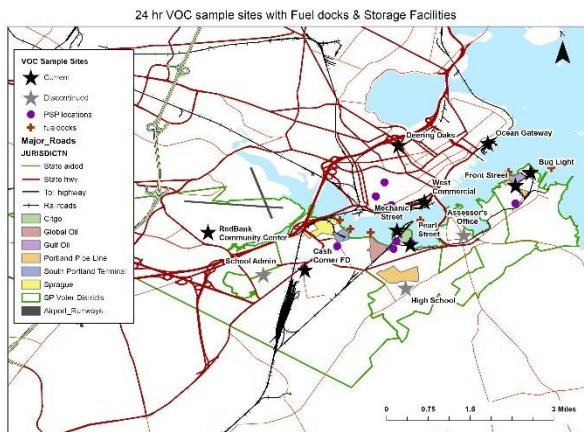 24 hr VOC sample sites with Fuel docks & Storage Facilities
VOC Sample Sites
Current
Discontinued
PSP locations
fueldocks
Major_Roads
JURISDICTN
State aided
State hwy
Toll highway
Railroads
Citgo
Global Oil
Gulf Oil
Portland Pipe Line
South Portland Terminal
Sprague
SP Voter Districts
Airport_Runways
N
Deering Oaks
Ocean Gateway
Bug Light
Front Street
West
Commercial
Mechanic
Street
Assessor's
Office
Pearl
Street
RedBank
Community Center
School Admin
Cash
Corner FD
High School
0 0.75 1.5 3 Miles